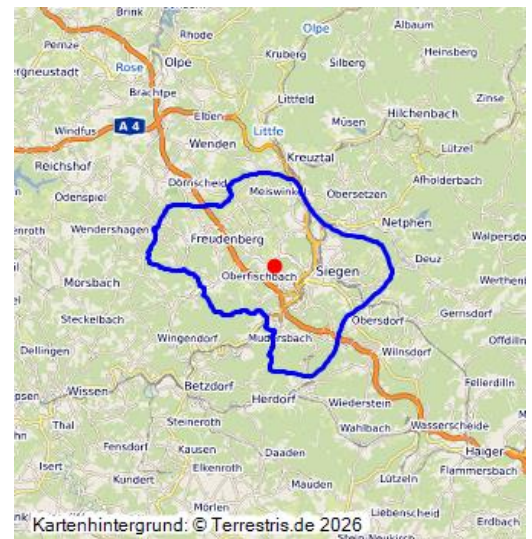 Brink
Albaum
Rhode
Olpe
Pernze
Kruberg
Heinsberg
ergneustadt
Rose
Olpe
Silberg
Brachtpe
Littfeld
Zinse
Elben
Hilchenbach
A 4
Littfe
Müsen
Windfus
Wenden
Lützel
Kreuztal
Reichshof
Dörnscheid
Afholderbach
Meiswinkel
Obersetzen
Odenspiel
Netphen
Wendershagen
Freudenberg
Walpersdo
Siegen
Deuz
Oberfischbach
Morsbach
Werthenb
Steckelbach
Obersdorf
Gernsdorf
Wingendorf
Mudersbach
Offdilln
Dellingen
Wilnsdorf
Betzdorf
Wissen
Fellerdilln
Herdorf
Wiederstein
psen
Thal
Steineroth
Wahlbach
Wasserscheide
Fensdorf
Kausen
Daaden
Haiger
Isert
Elkenroth
Flammersbach
Kundert
Mauden
Lützeln
Mörlen
Liebenscheid
Erdbach
Kartenhintergrund: © Terrestris.de 2026